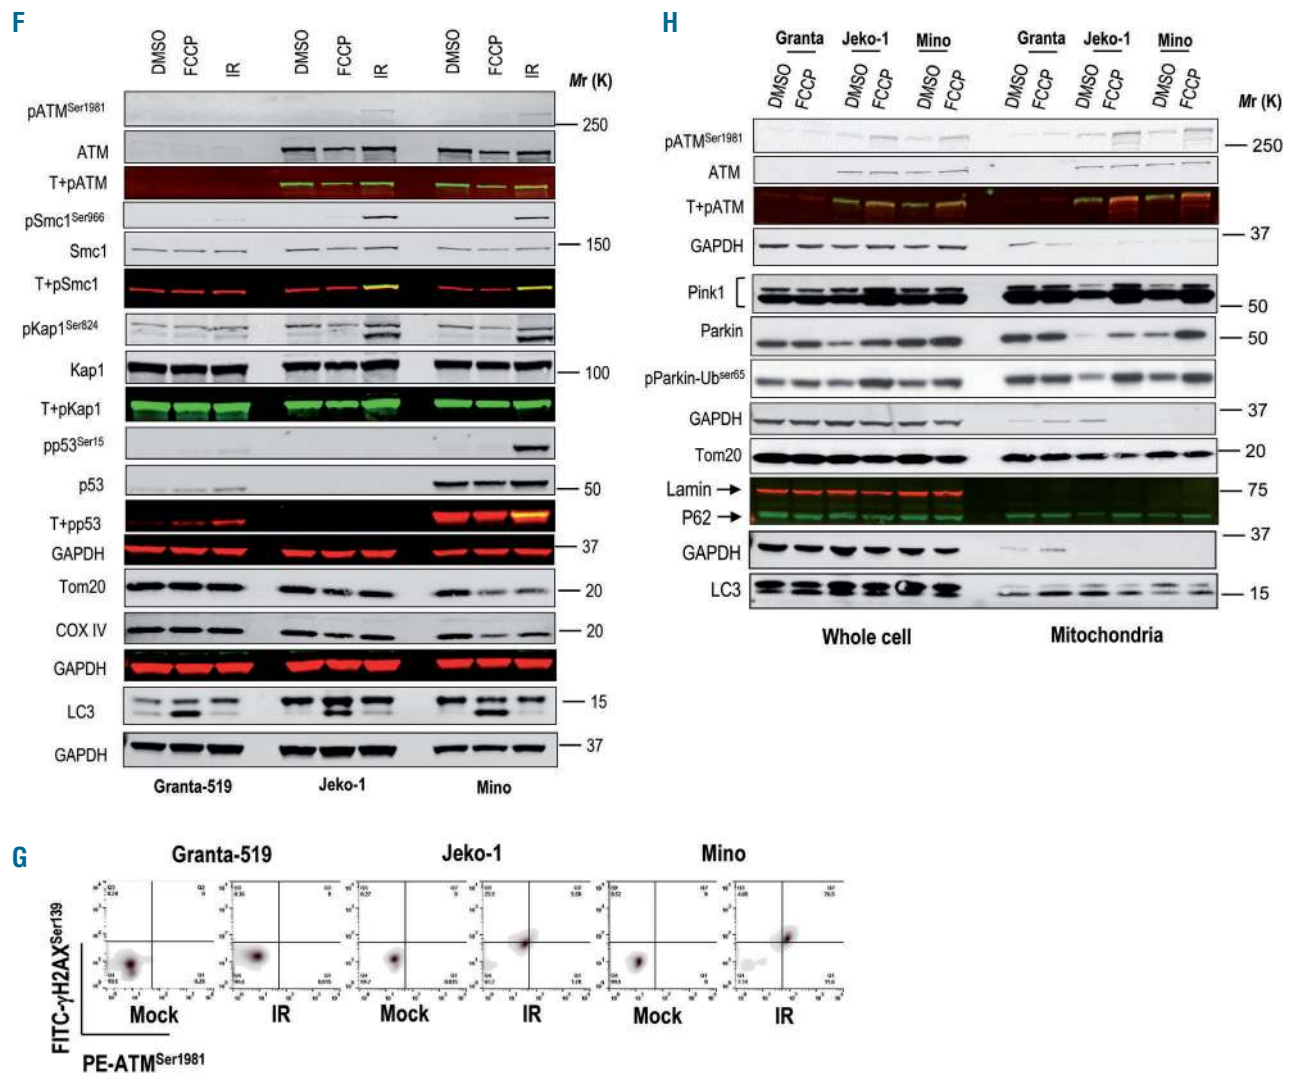 F
DMSO
FCCP
IR
DMSO
FCCP
IR
DMSO
FCCP
IR
Mr (K)
pATMSer1981
250
ATM
T+pATM
pSmc1Ser966
Smc1
150
T+pSmc1
pKap1Ser824
Kap1
100
T+pKap1
pp53Ser15
p53
50
T+pp53
GAPDH
37
Tom20
20
COX IV
20
GAPDH
LC3
15
GAPDH
37
Granta-519 Jeko-1 Mino
H
Granta Jeko-1 Mino Granta Jeko-1 Mino
DMSO
FCCP
DMSO
FCCP
DMSO
FCCP
DMSO
FCCP
DMSO
FCCP
DMSO
FCCP
Mr (K)
pATMSer1981
250
ATM
T+pATM
GAPDH
37
Pink1
50
Parkin
50
pParkin-Ubser65
GAPDH
37
Tom20
20
Lamin
75
P62
GAPDH
37
LC3
15
Whole cell Mitochondria
G
Granta-519 Jeko-1 Mino
FITC-γH2AXSer139
Mock IR Mock IR Mock IR
PE-ATMSer1981